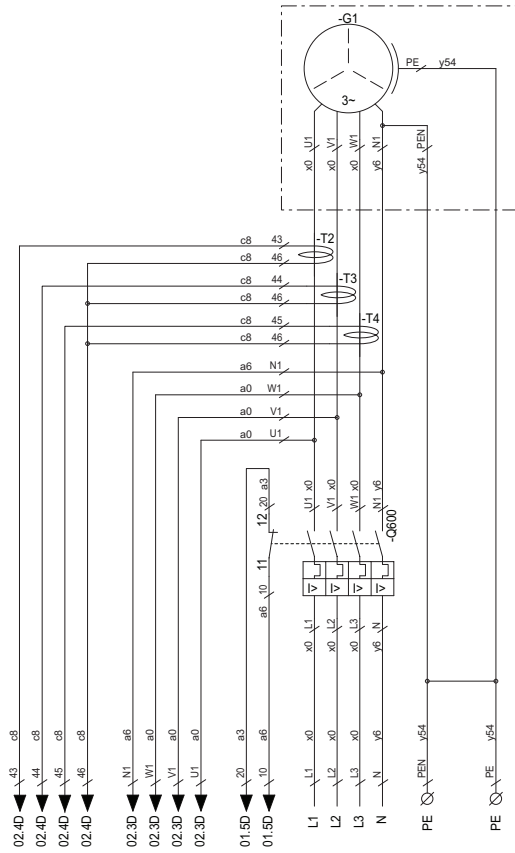 -G1
3~
PE y54
U1 V1 W1 N1 PEN
x0 x0 x0 y6 y54
-T2
c8 43
c8 46
-T3
c8 44
c8 46
-T4
c8 45
c8 46
a6 N1
a0 W1
a0 V1
a0 U1
a3 x0 x0 x0 y6
20 U1 V1 W1 N1
12
-Q600
11
I> I> I> I>
10 L1 L2 L3 N
a6 x0 x0 x0 y6
c8 c8 c8 c8 a6 a0 a0 a0 a3 a6 x0 x0 x0 y6 y54 y54
43 44 45 46 N1 W1 V1 U1 20 10 L1 L2 L3 N PEN PE
02.4D 02.4D 02.4D 02.4D 02.3D 02.3D 02.3D 02.3D 01.5D 01.5D L1 L2 L3 N PE PE